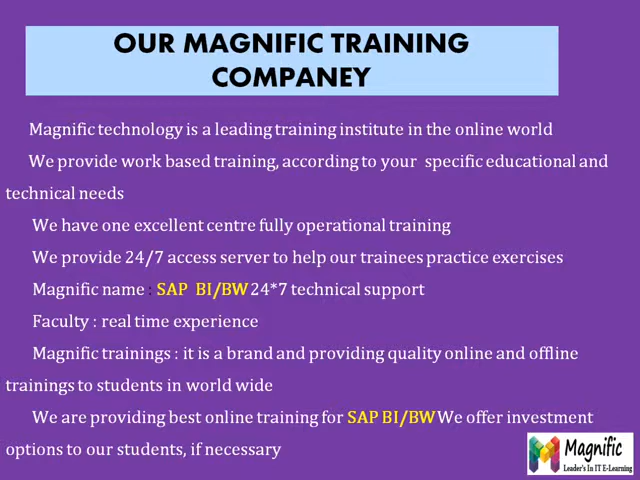 OUR MAGNIFIC TRAINING
COMPANEY
Magnific technology is a leading training institute in the online world
We provide work based training, according to your specific educational and
technical needs
We have one excellent centre fully operational training
We provide 24/7 access server to help our trainees practice exercises
Magnific name : SAP BI/BW 24*7 technical support
Faculty : real time experience
Magnific trainings : it is a brand and providing quality online and offline
trainings to students in world wide
We are providing best online training for SAP BI/BW We offer investment
options to our students, if necessary
Magnific
Leader's In IT E-Learning